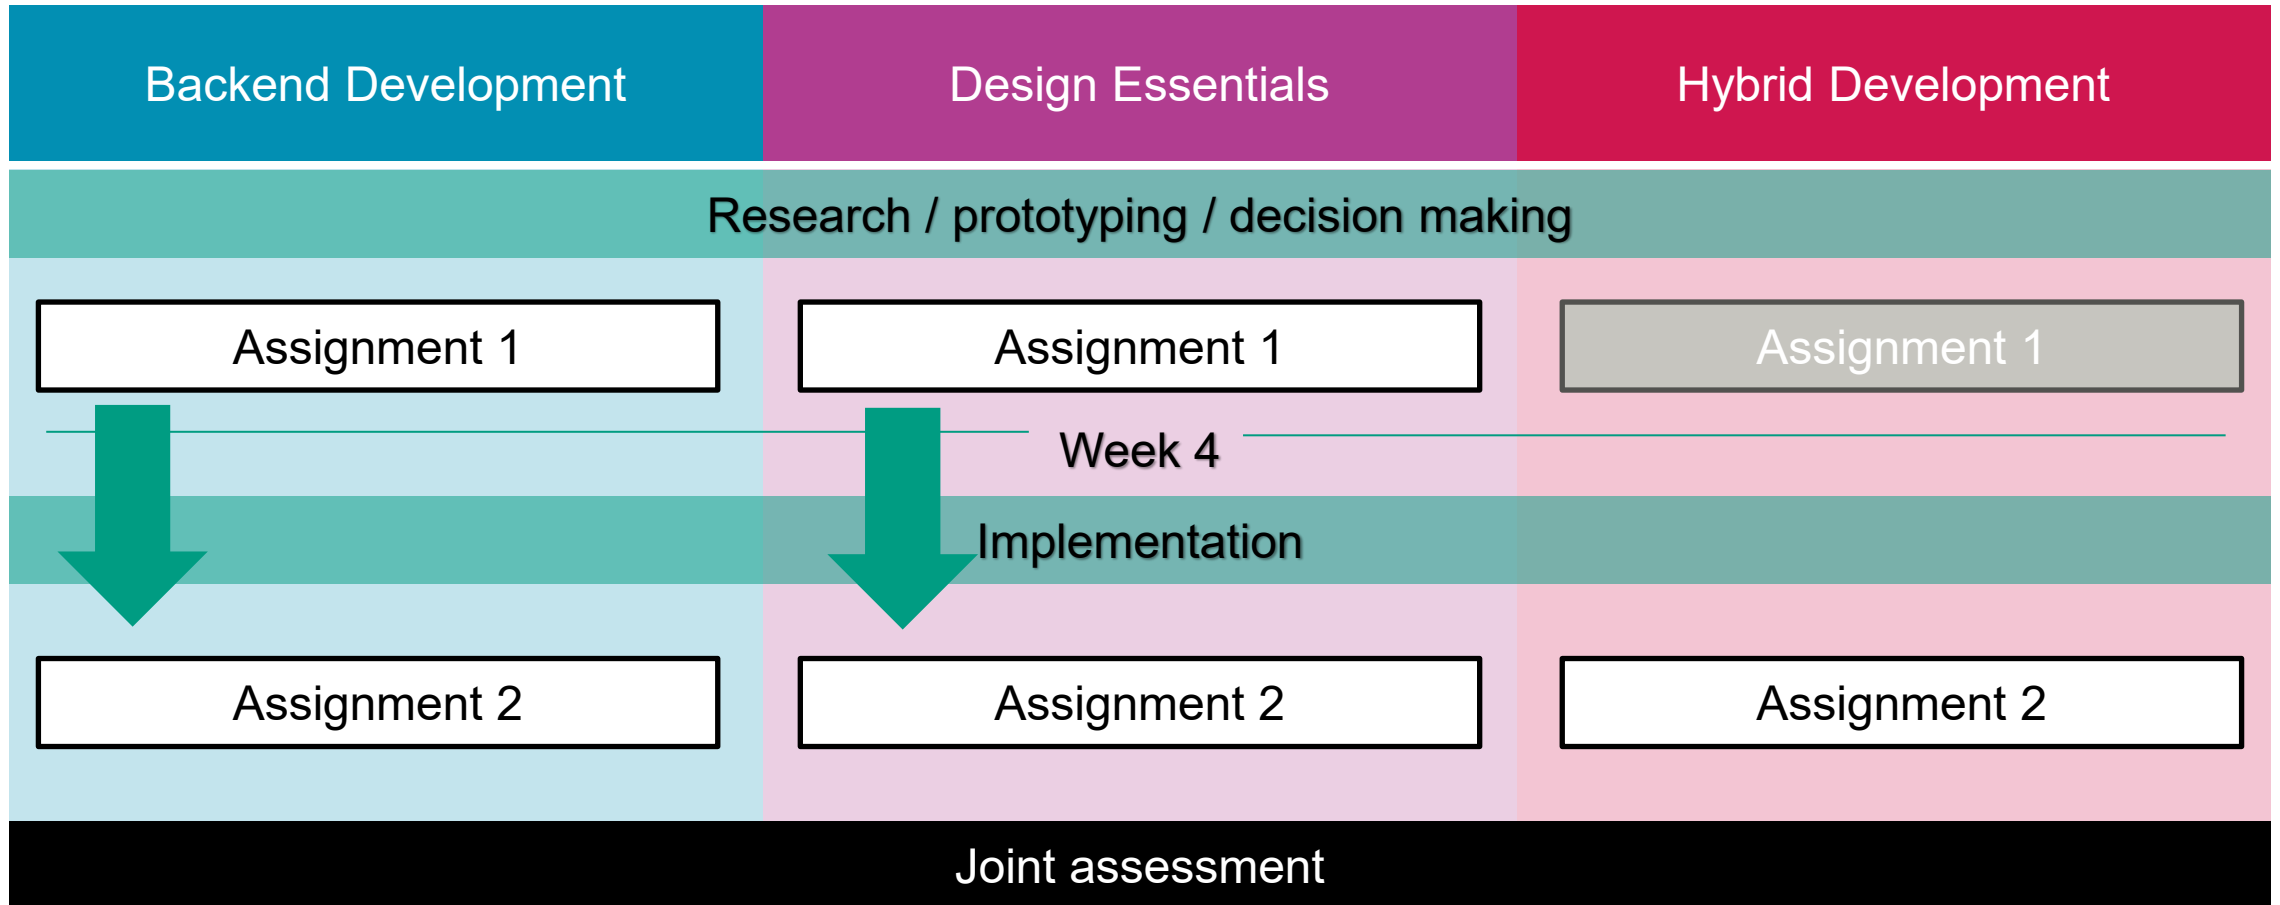 Backend Development
Design Essentials
Hybrid Development
Research / prototyping / decision making
Assignment 1
Assignment 1
Assignment 1
Week 4
Implementation
Assignment 2
Assignment 2
Assignment 2
Joint assessment